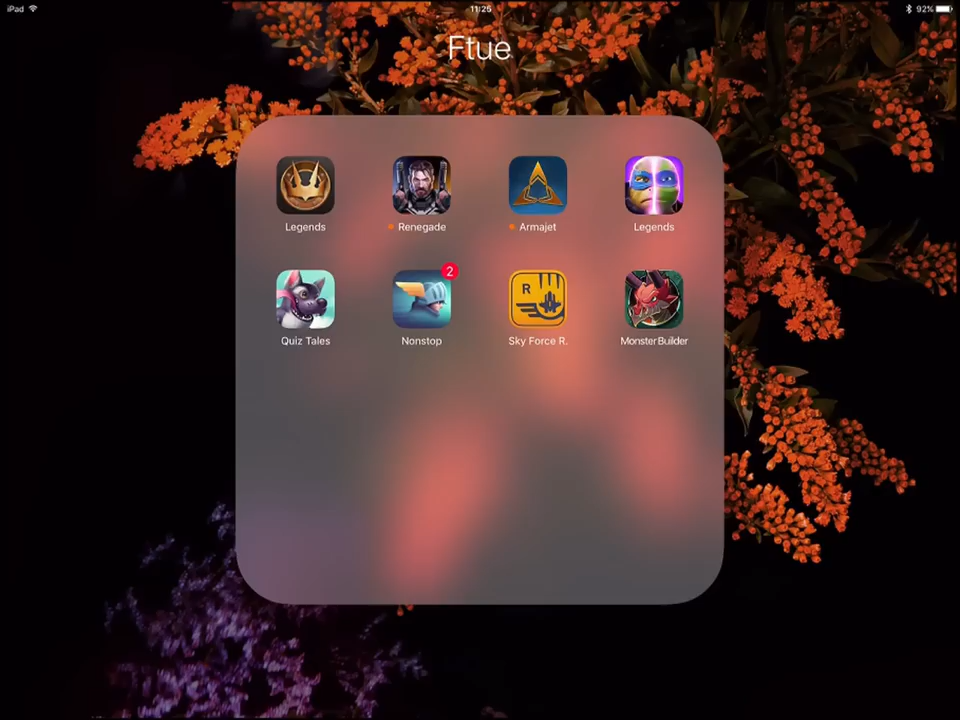 iPad 11:25 92%
Ftue
Legends Renegade Armajet Legends
2
R
Quiz Tales Nonstop Sky Force R. MonsterBuilder